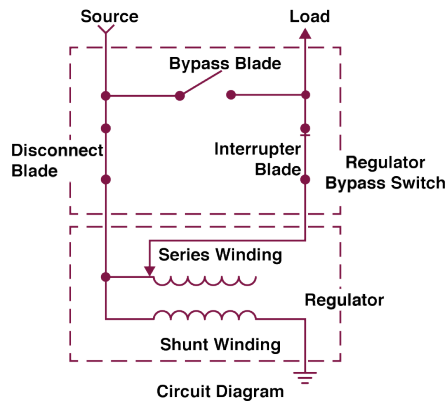 Source
Load
Bypass Blade
Disconnect
Blade
Interrupter
Blade
Regulator
Bypass Switch
Series Winding
Regulator
Shunt Winding
Circuit Diagram